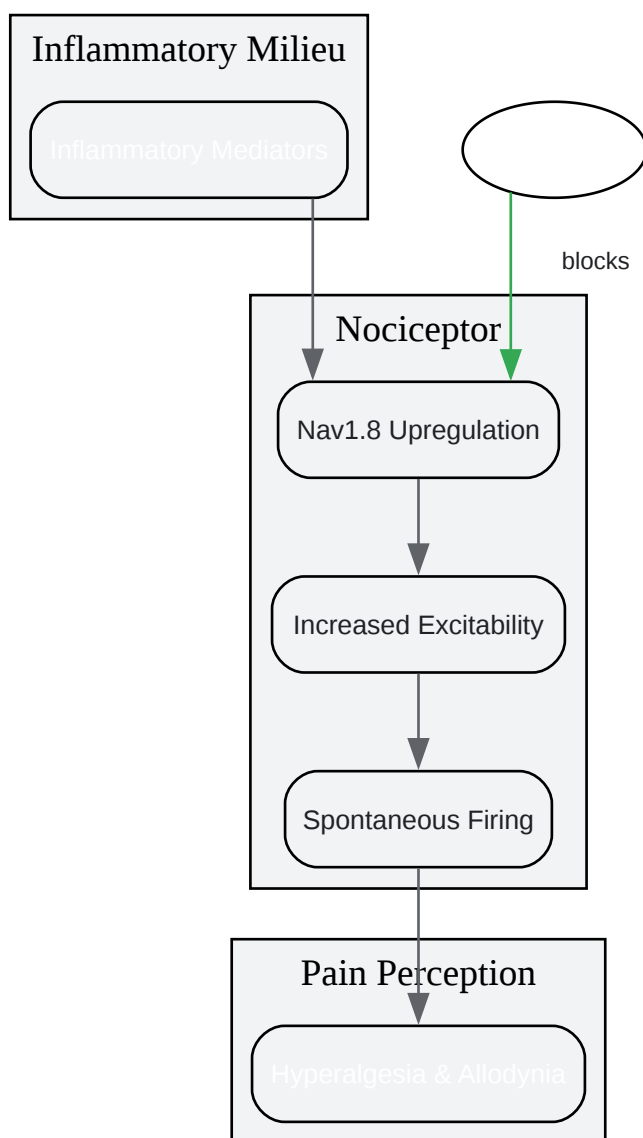 Inflammatory Milieu
Inflammatory Mediators
blocks
Nociceptor
Nav1.8 Upregulation
Increased Excitability
Spontaneous Firing
Pain Perception
Hyperalgesia & Allodynia